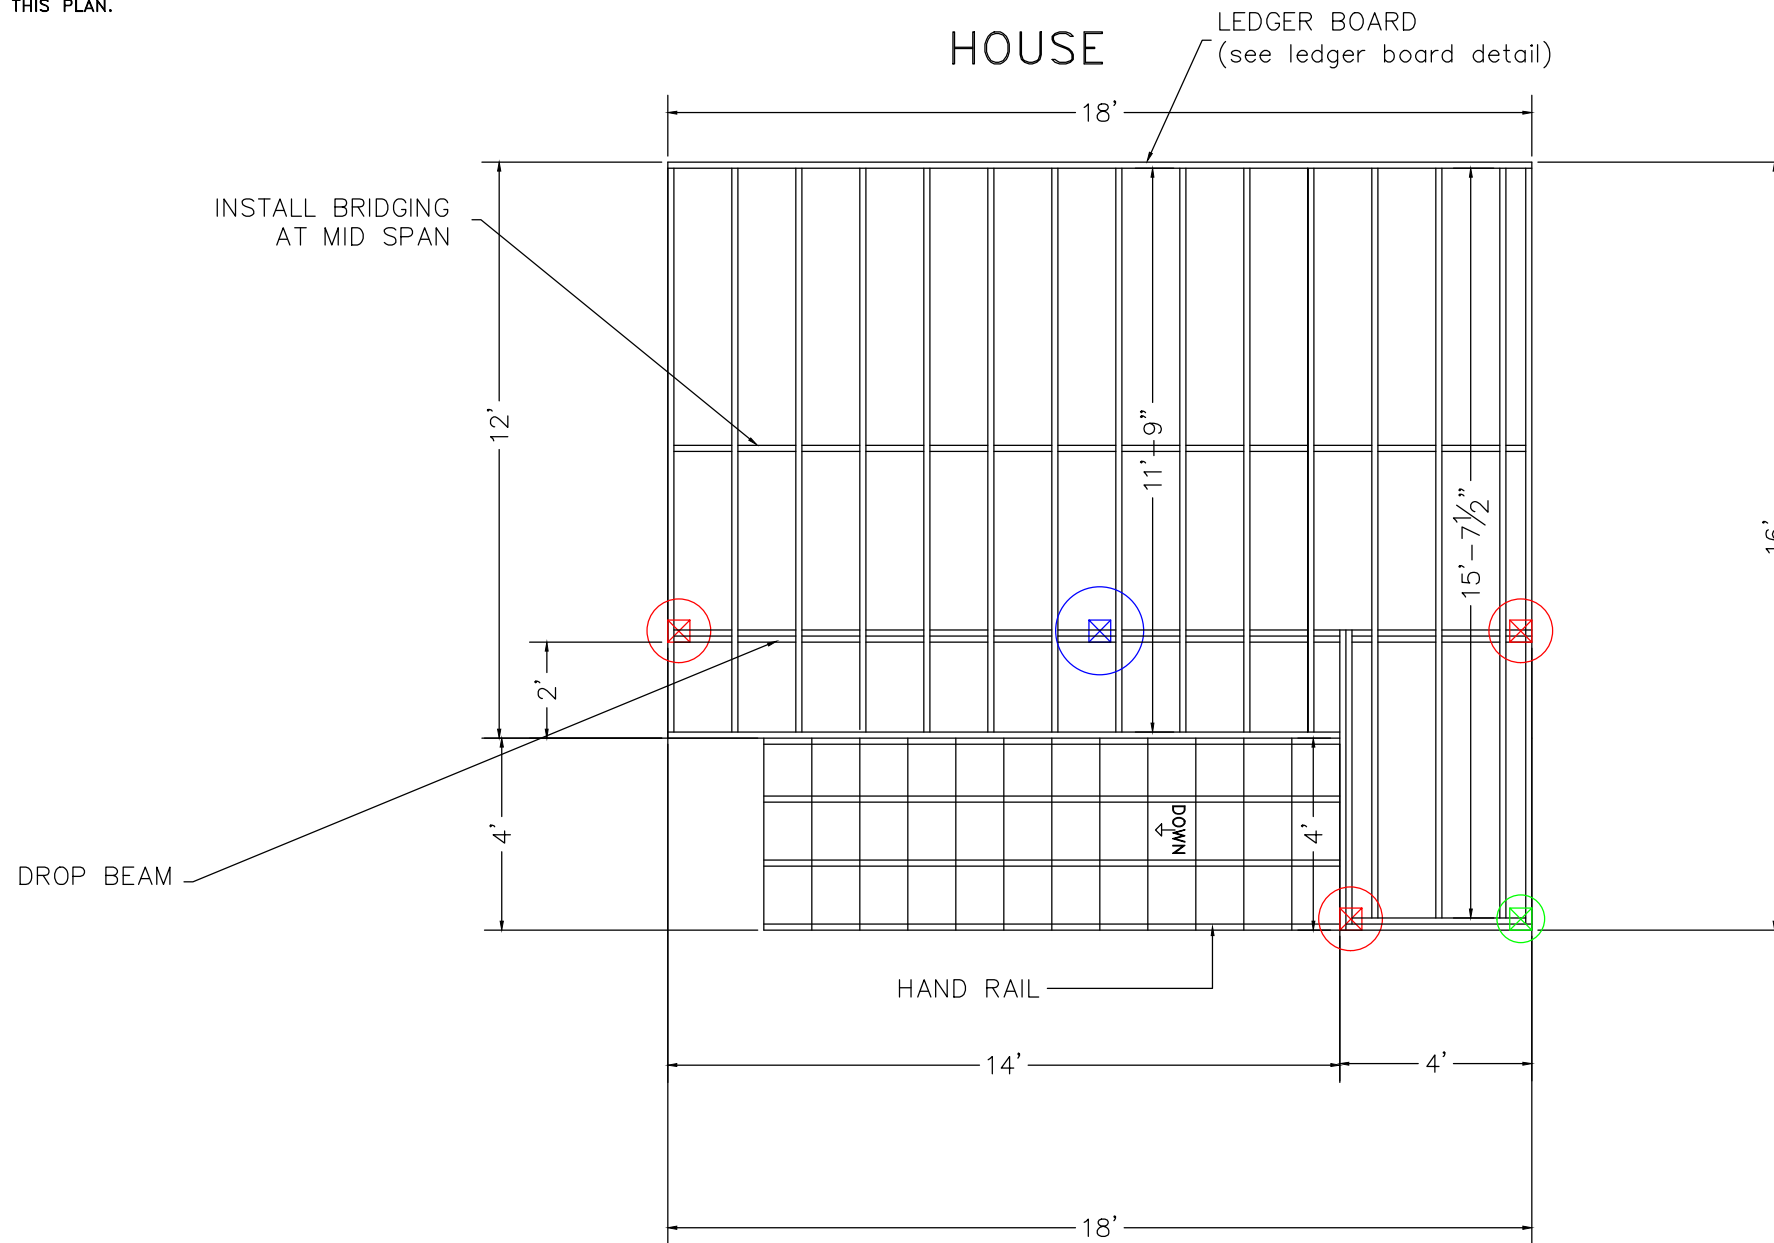 THIS PLAN.
HOUSE
LEDGER BOARD
(see ledger board detail)
18'
INSTALL BRIDGING
AT MID SPAN
12'
11'-9"
15'-7½"
16'
2'
4'
DOWN
4'
DROP BEAM
HAND RAIL
14'
4'
18'